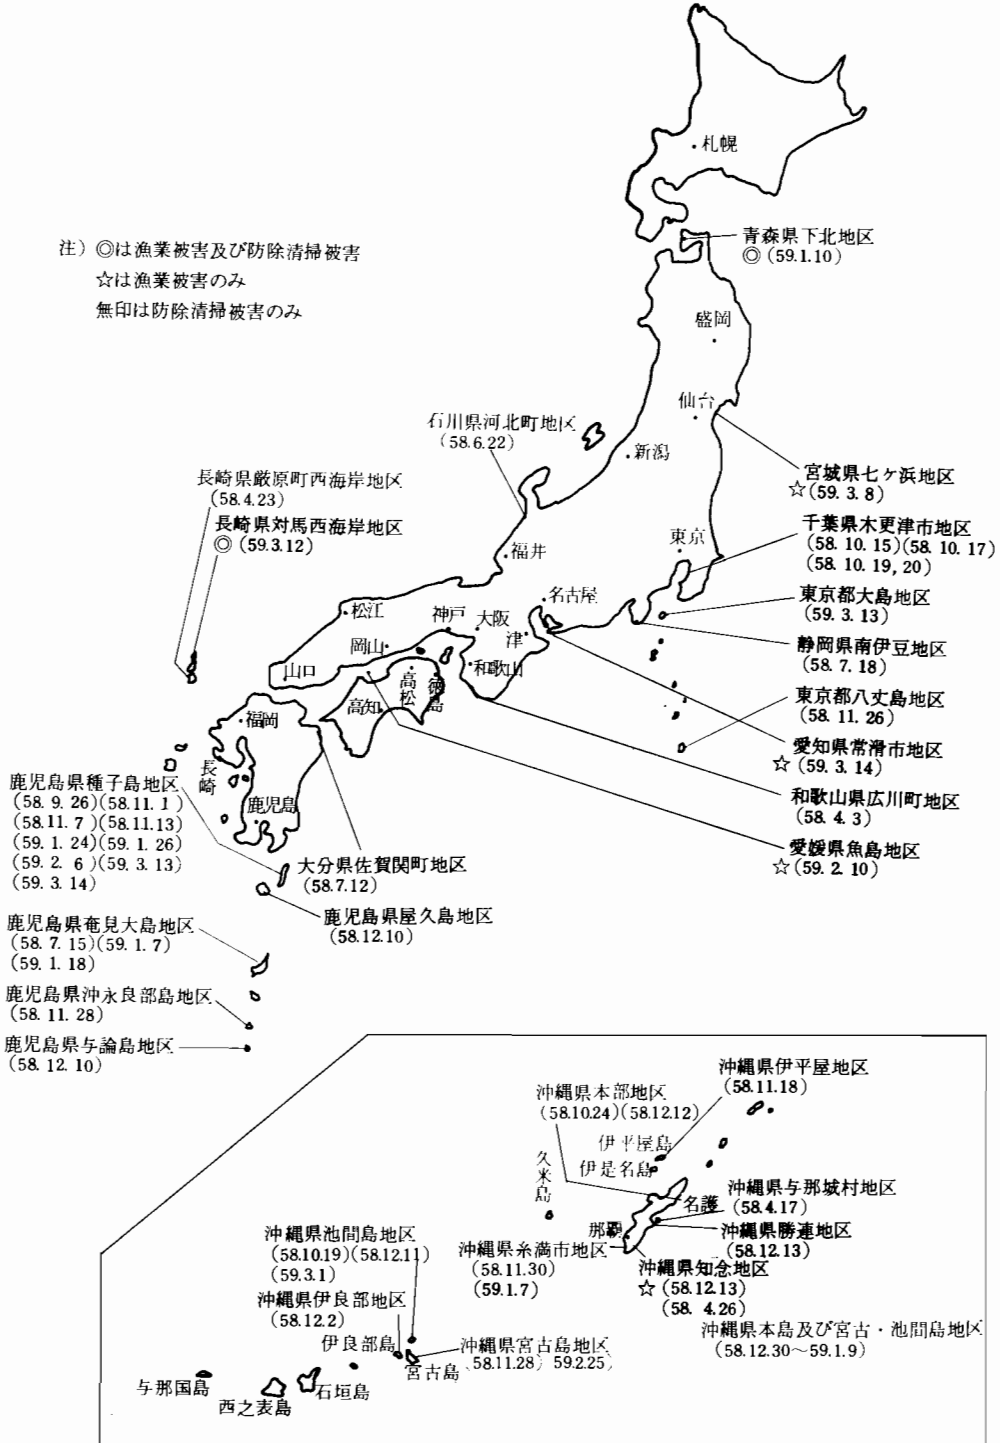 札幌
青森県下北地区
◎(59.1.10)
注) ◎は漁業被害及び防除清掃被害
☆は漁業被害のみ
無印は防除清掃被害のみ
盛岡
仙台
石川県河北町地区
(58.6.22)
新潟
宮城県七ケ浜地区
☆(59.3.8)
長崎県厳原町西海岸地区
(58.4.23)
長崎県対馬西海岸地区
◎(59.3.12)
千葉県木更津市地区
(58.10.15)(58.10.17)
(58.10.19,20)
東京
福井
名古屋
東京都大島地区
(59.3.13)
松江
神戸
大阪
津
岡山
静岡県南伊豆地区
(58.7.18)
山口
和歌山
高松
徳島
高知
東京都八丈島地区
(58.11.26)
福岡
愛知県常滑市地区
☆(59.3.14)
長崎
鹿児島県種子島地区
(58.9.26)(58.11.1)
(58.11.7)(58.11.13)
(59.1.24)(59.1.26)
(59.2.6)(59.3.13)
(59.3.14)
鹿児島
和歌山県広川町地区
(58.4.3)
愛媛県魚島地区
☆(59.2.10)
大分県佐賀関町地区
(58.7.12)
鹿児島県屋久島地区
(58.12.10)
鹿児島県奄見大島地区
(58.7.15)(59.1.7)
(59.1.18)
鹿児島県沖永良部島地区
(58.11.28)
鹿児島県与論島地区
(58.12.10)
沖縄県伊平屋地区
(58.11.18)
沖縄県本部地区
(58.10.24)(58.12.12)
伊平屋島
伊是名島
久米島
名護
沖縄県与那城村地区
(58.4.17)
那覇
沖縄県勝連地区
(58.12.13)
沖縄県池間島地区
(58.10.19)(58.12.11)
(59.3.1)
沖縄県糸満市地区
(58.11.30)
(59.1.7)
沖縄県知念地区
☆(58.12.13)
(58.4.26)
沖縄県伊良部地区
(58.12.2)
沖縄県本島及び宮古・池間島地区
(58.12.30〜59.1.9)
伊良部島
沖縄県宮古島地区
(58.11.28) 59.2.25)
宮古島
与那国島
石垣島
西之表島